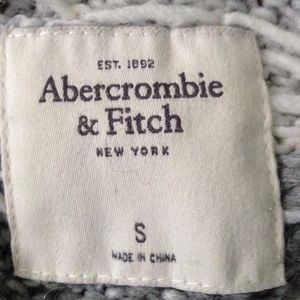 EST. 1892
Abercrombie
& Fitch
NEW YORK
S
MADE IN CHINA